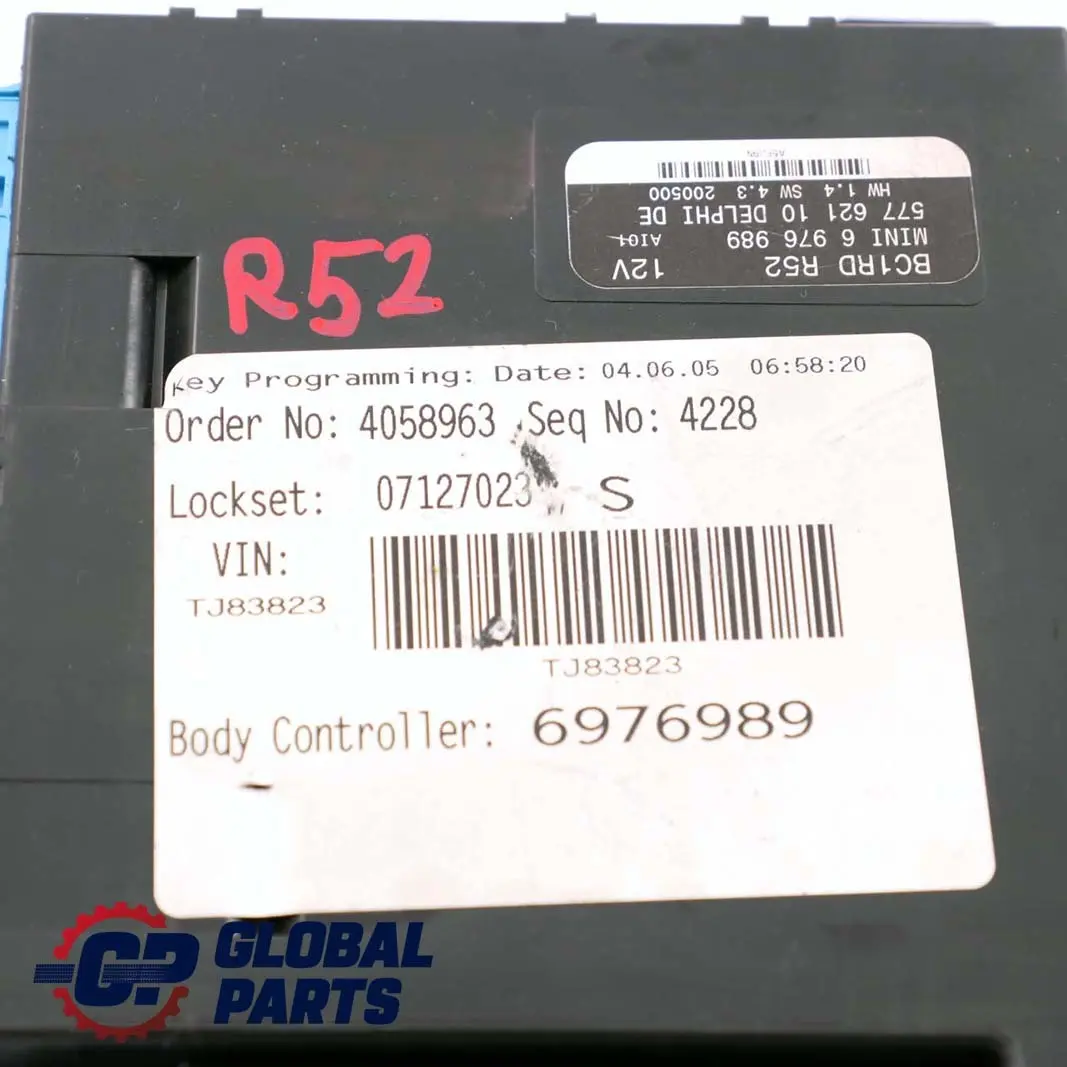 BC1RD R52 12V
MINI 6 976 989 AI01
577 621 10 DELPHI DE
HW 1.4 SW 4.3 200500
R52
Key Programming: Date: 04.06.05 06:58:20
Order No: 4058963 Seq No: 4228
Lockset: 07127023 S
VIN:
TJ83823
TJ83823
Body Controller: 6976989
GP GLOBAL
PARTS